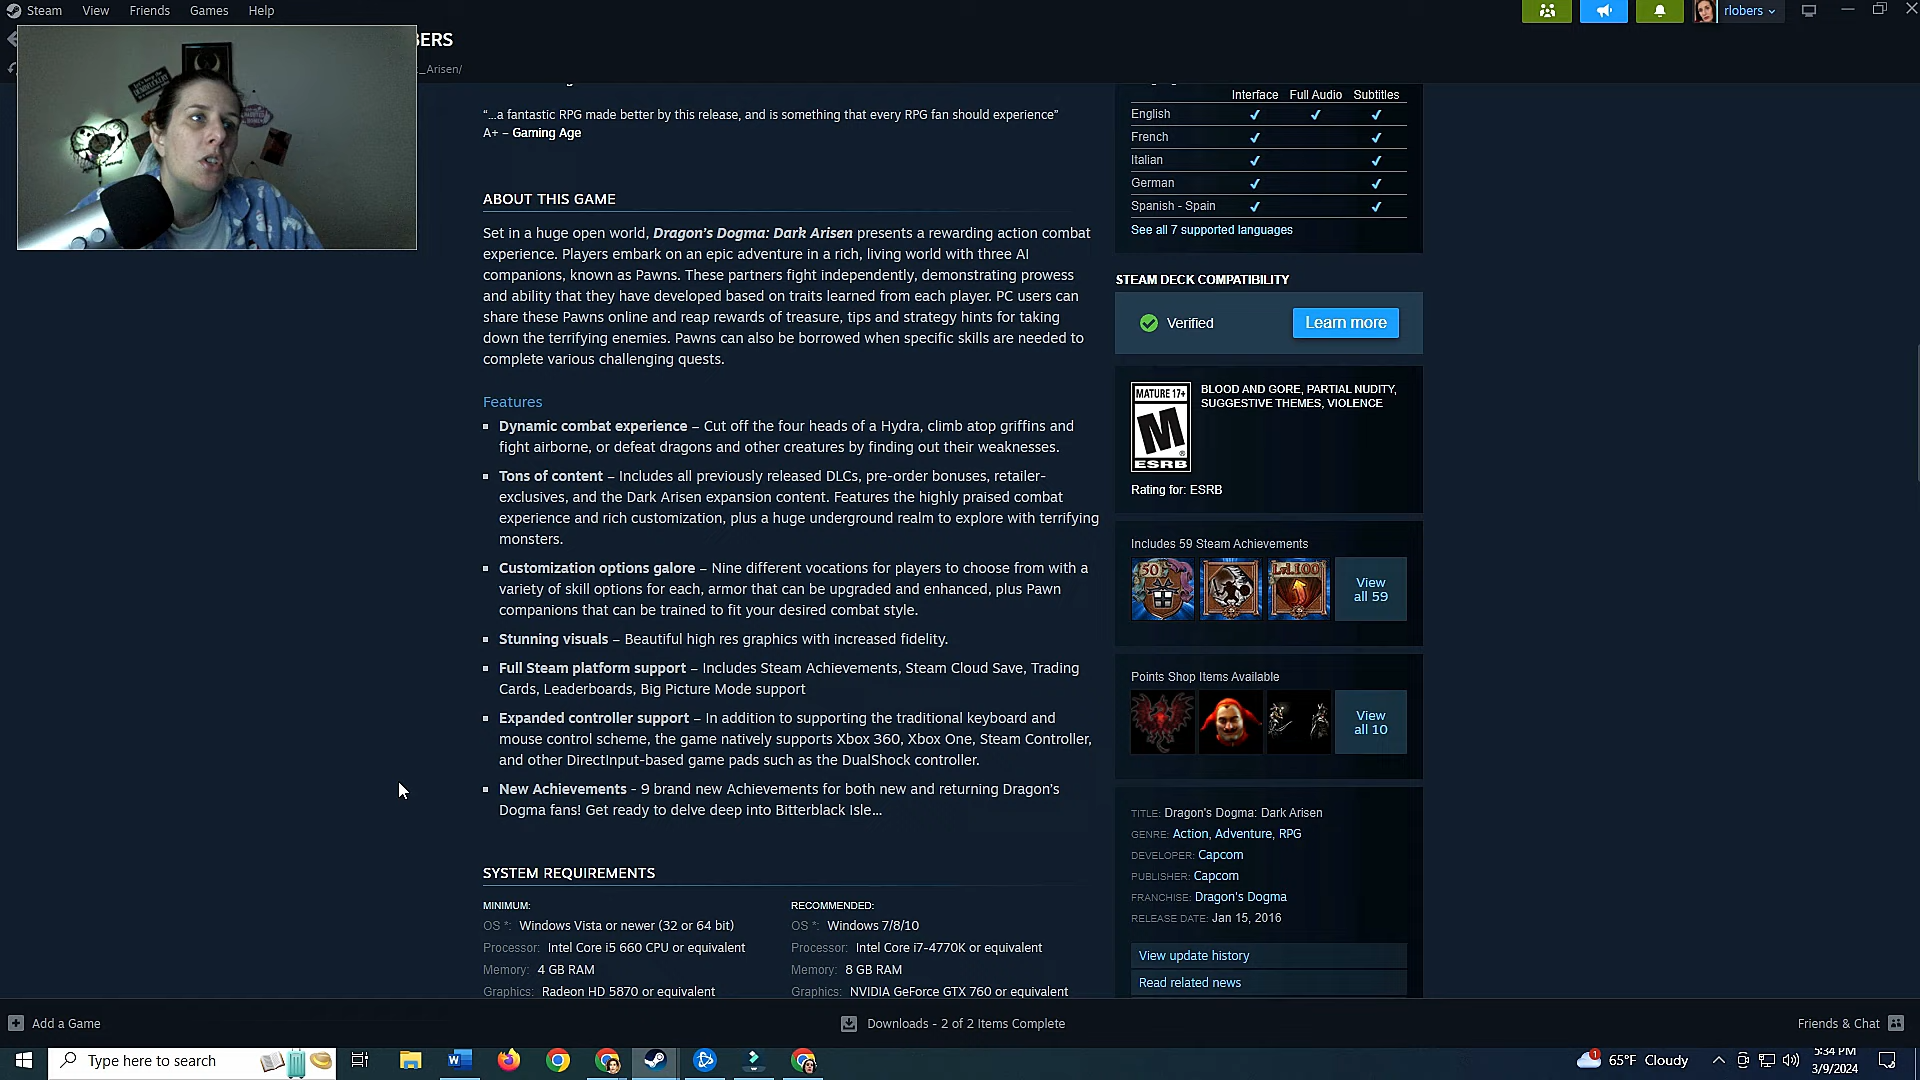 Steam View Friends Games Help
rlobers
BERS
_Arisen/
“...a fantastic RPG made better by this release, and is something that every RPG fan should experience”
A+ – Gaming Age
ABOUT THIS GAME
Set in a huge open world, Dragon's Dogma: Dark Arisen presents a rewarding action combat
experience. Players embark on an epic adventure in a rich, living world with three AI
companions, known as Pawns. These partners fight independently, demonstrating prowess
and ability that they have developed based on traits learned from each player. PC users can
share these Pawns online and reap rewards of treasure, tips and strategy hints for taking
down the terrifying enemies. Pawns can also be borrowed when specific skills are needed to
complete various challenging quests.
Features
Dynamic combat experience – Cut off the four heads of a Hydra, climb atop griffins and
fight airborne, or defeat dragons and other creatures by finding out their weaknesses.
Tons of content – Includes all previously released DLCs, pre-order bonuses, retailer-
exclusives, and the Dark Arisen expansion content. Features the highly praised combat
experience and rich customization, plus a huge underground realm to explore with terrifying
monsters.
Customization options galore – Nine different vocations for players to choose from with a
variety of skill options for each, armor that can be upgraded and enhanced, plus Pawn
companions that can be trained to fit your desired combat style.
Stunning visuals – Beautiful high res graphics with increased fidelity.
Full Steam platform support – Includes Steam Achievements, Steam Cloud Save, Trading
Cards, Leaderboards, Big Picture Mode support
Expanded controller support – In addition to supporting the traditional keyboard and
mouse control scheme, the game natively supports Xbox 360, Xbox One, Steam Controller,
and other DirectInput-based game pads such as the DualShock controller.
New Achievements - 9 brand new Achievements for both new and returning Dragon's
Dogma fans! Get ready to delve deep into Bitterblack Isle...
SYSTEM REQUIREMENTS
MINIMUM:
OS *: Windows Vista or newer (32 or 64 bit)
Processor: Intel Core i5 660 CPU or equivalent
Memory: 4 GB RAM
Graphics: Radeon HD 5870 or equivalent
RECOMMENDED:
OS *: Windows 7/8/10
Processor: Intel Core i7-4770K or equivalent
Memory: 8 GB RAM
Graphics: NVIDIA GeForce GTX 760 or equivalent
Interface Full Audio Subtitles
English ✔ ✔ ✔
French ✔ ✔
Italian ✔ ✔
German ✔ ✔
Spanish - Spain ✔ ✔
See all 7 supported languages
STEAM DECK COMPATIBILITY
Verified Learn more
MATURE 17+
M
ESRB
BLOOD AND GORE, PARTIAL NUDITY,
SUGGESTIVE THEMES, VIOLENCE
Rating for: ESRB
Includes 59 Steam Achievements
50
Lvl.100
View
all 59
Points Shop Items Available
View
all 10
TITLE: Dragon's Dogma: Dark Arisen
GENRE: Action, Adventure, RPG
DEVELOPER: Capcom
PUBLISHER: Capcom
FRANCHISE: Dragon's Dogma
RELEASE DATE: Jan 15, 2016
View update history
Read related news
Add a Game
Downloads - 2 of 2 Items Complete
Friends & Chat
Type here to search
1
65°F Cloudy
5:34 PM
3/9/2024